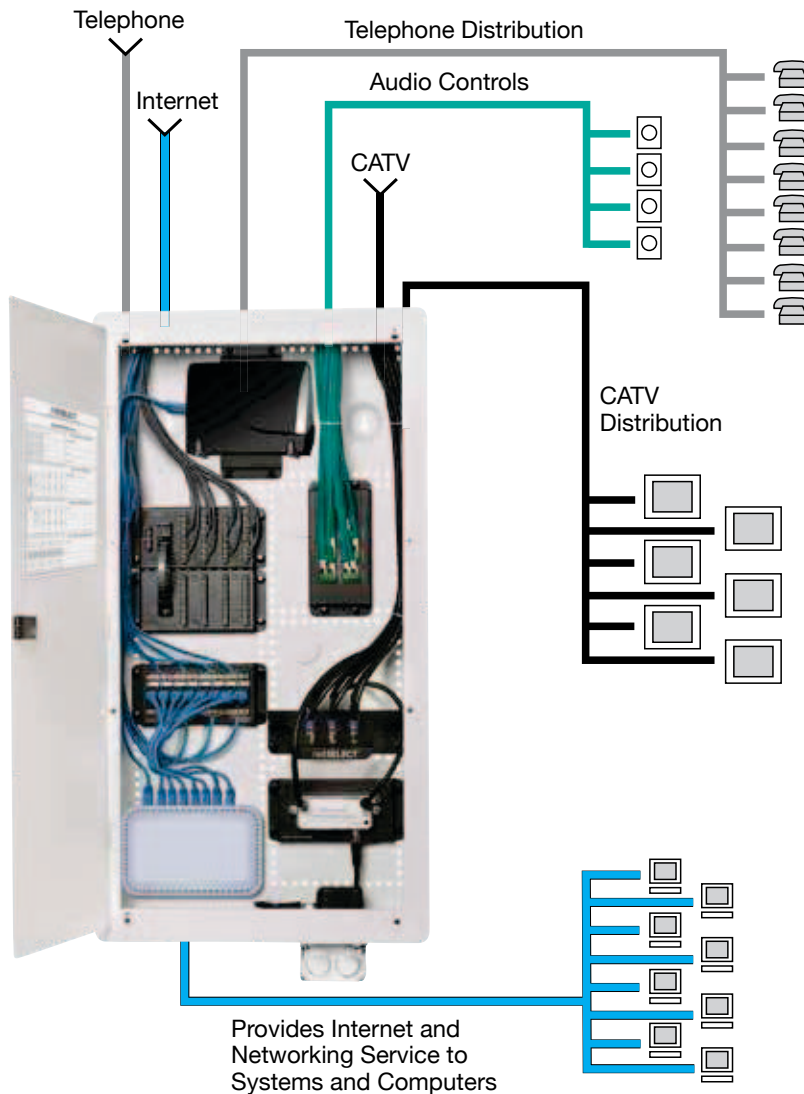 Telephone
Telephone Distribution
Audio Controls
Internet
CATV
CATV
Distribution
Provides Internet and
Networking Service to
Systems and Computers